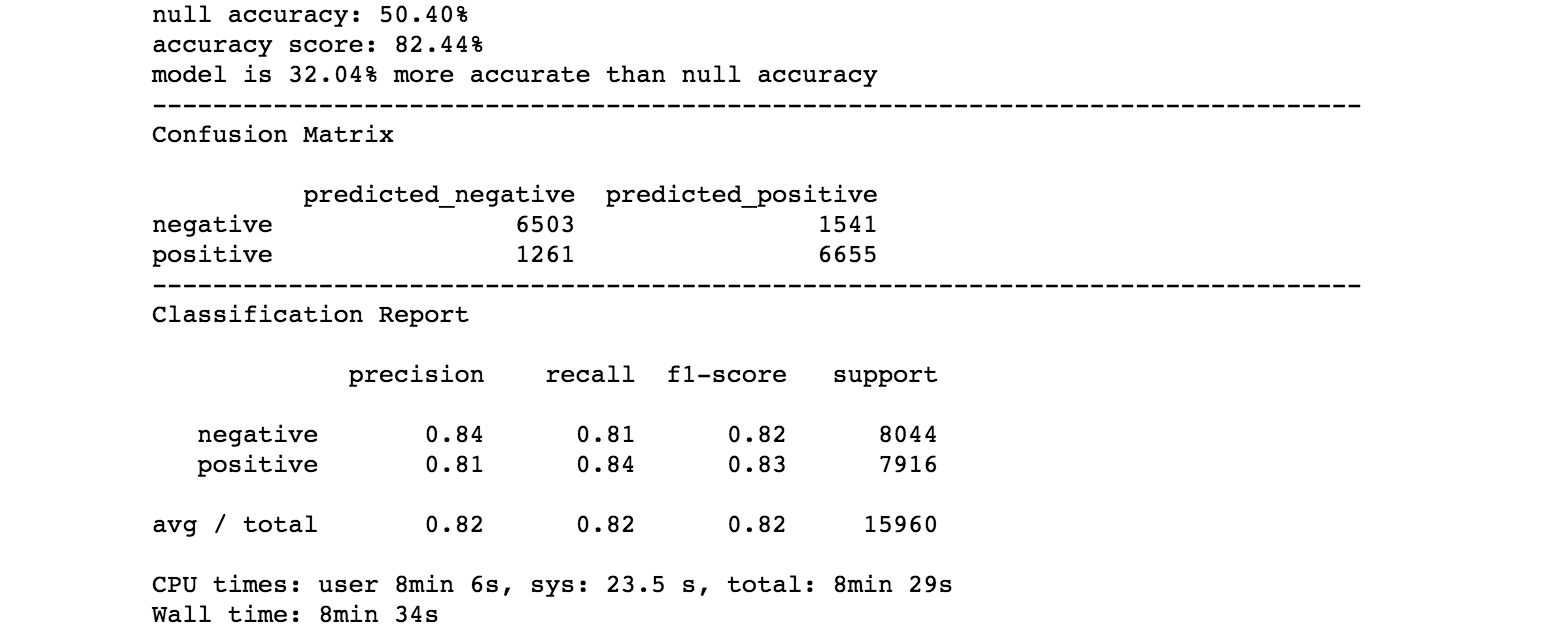 null accuracy: 50.40%
accuracy score: 82.44%
model is 32.04% more accurate than null accuracy
--------------------------------------------------------------------------------
Confusion Matrix
predicted_negative predicted_positive
negative 6503 1541
positive 1261 6655
--------------------------------------------------------------------------------
Classification Report
precision recall f1-score support
negative 0.84 0.81 0.82 8044
positive 0.81 0.84 0.83 7916
avg / total 0.82 0.82 0.82 15960
CPU times: user 8min 6s, sys: 23.5 s, total: 8min 29s
Wall time: 8min 34s